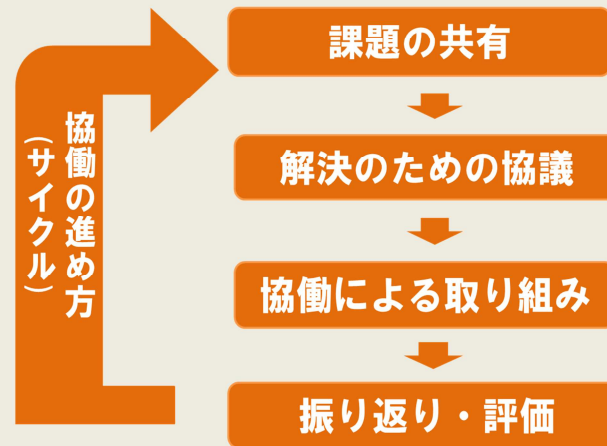 課題の共有
解決のための協議
協働による取り組み
振り返り・評価
協働の進め方
（サイクル）